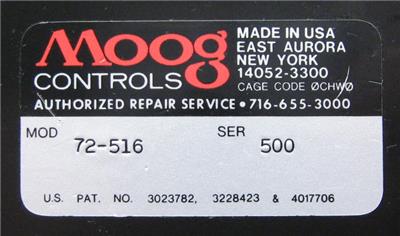 Moog
CONTROLS
MADE IN USA
EAST AURORA
NEW YORK
14052-3300
CAGE CODE ØCHWØ
AUTHORIZED REPAIR SERVICE • 716-655-3000
MOD 72-516 SER 500
U.S. PAT. NO. 3023782, 3228423 & 4017706